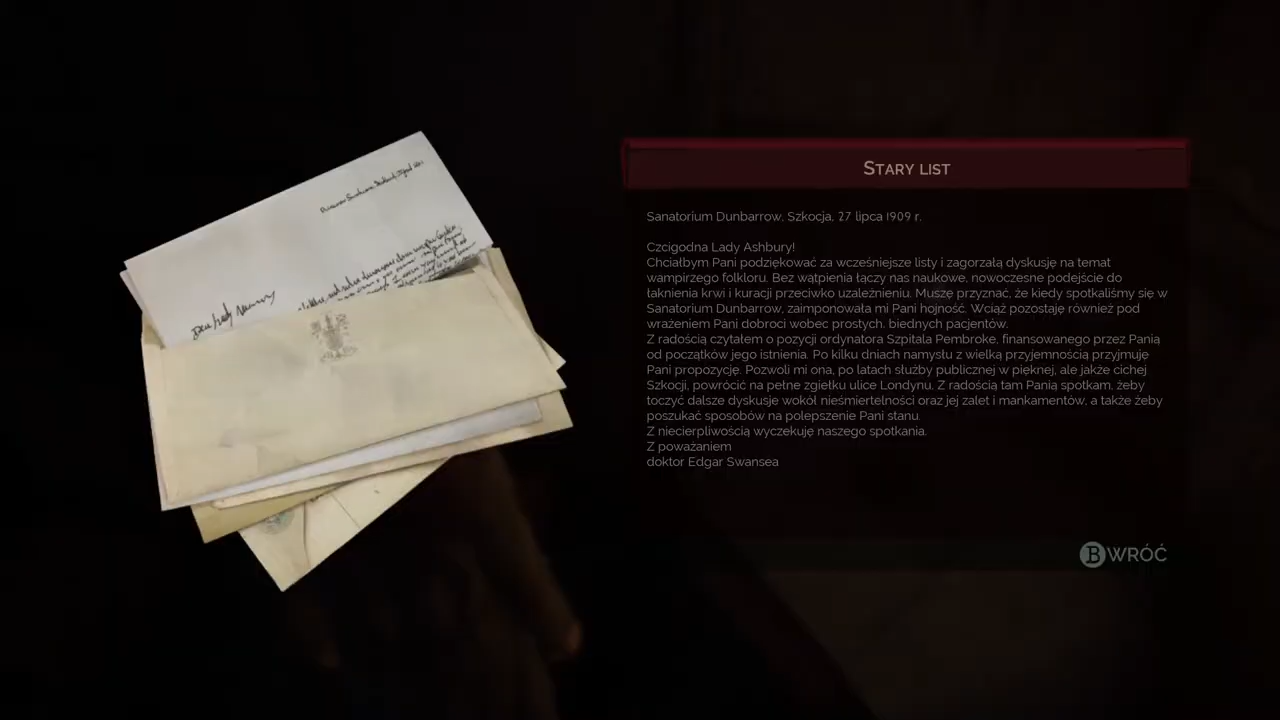 STARY LIST
Sanatorium Dunbarrow, Szkocja, 27 lipca 1909 r.
Czcigodna Lady Ashbury!
Chciałbym Pani podziękować za wcześniejsze listy i zagorzałą dyskusję na temat
wampirzego folkloru. Bez wątpienia łączy nas naukowe, nowoczesne podejście do
łaknienia krwi i kuracji przeciwko uzależnieniu. Muszę przyznać, że kiedy spotkaliśmy się w
Sanatorium Dunbarrow, zaimponowała mi Pani hojność. Wciąż pozostaję również pod
wrażeniem Pani dobroci wobec prostych, biednych pacjentów.
Z radością czytałem o pozycji ordynatora Szpitala Pembroke, finansowanego przez Panią
od początków jego istnienia. Po kilku dniach namysłu z wielką przyjemnością przyjmuję
Pani propozycję. Pozwoli mi ona, po latach służby publicznej w pięknej, ale jakże cichej
Szkocji, powrócić na pełne zgiełku ulice Londynu. Z radością tam Panią spotkam, żeby
toczyć dalsze dyskusje wokół nieśmiertelności oraz jej zalet i mankamentów, a także żeby
poszukać sposobów na polepszenie Pani stanu.
Z niecierpliwością wyczekuję naszego spotkania.
Z poważaniem
doktor Edgar Swansea
B WRÓĆ